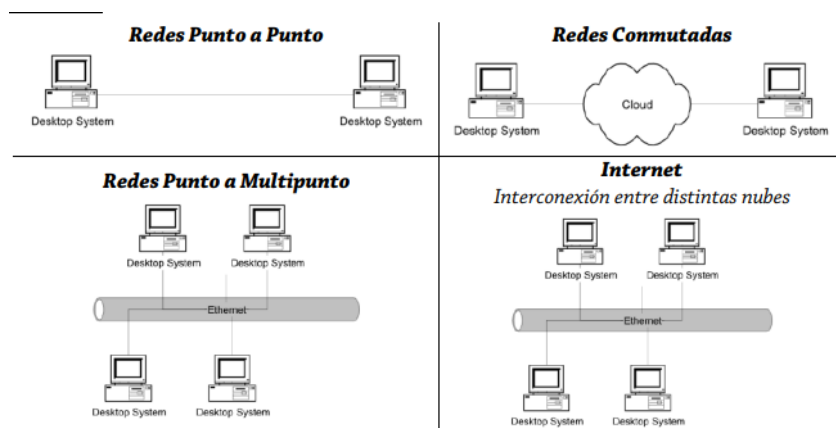 Redes Punto a Punto
Desktop System
Desktop System
Redes Conmutadas
Cloud
Desktop System
Desktop System
Redes Punto a Multipunto
Desktop System
Desktop System
Ethernet
Desktop System
Desktop System
Internet
Interconexión entre distintas nubes
Desktop System
Desktop System
Ethernet
Desktop System
Desktop System